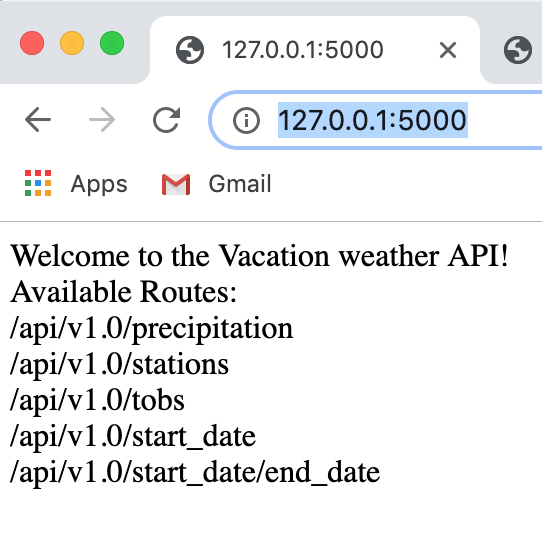 127.0.0.1:5000
127.0.0.1:5000
Apps Gmail
Welcome to the Vacation weather API!
Available Routes:
/api/v1.0/precipitation
/api/v1.0/stations
/api/v1.0/tobs
/api/v1.0/start_date
/api/v1.0/start_date/end_date